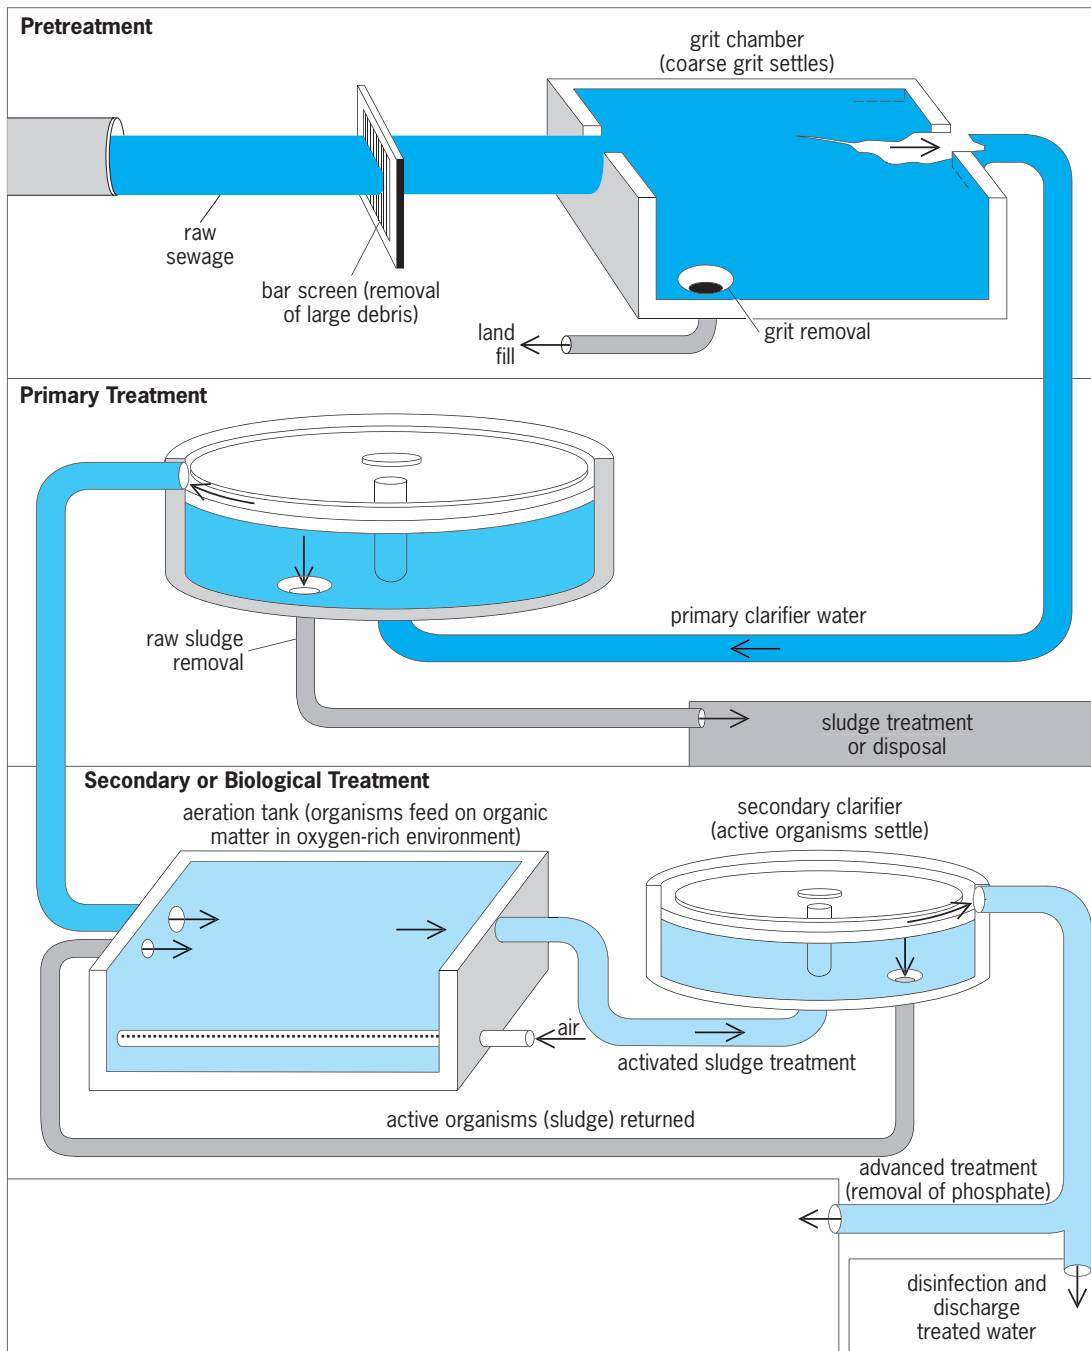 Pretreatment
grit chamber
(coarse grit settles)
raw
sewage
bar screen (removal
of large debris)
land
fill
grit removal
Primary Treatment
primary clarifier water
raw sludge
removal
sludge treatment
or disposal
Secondary or Biological Treatment
aeration tank (organisms feed on organic
matter in oxygen-rich environment)
secondary clarifier
(active organisms settle)
air
activated sludge treatment
active organisms (sludge) returned
advanced treatment
(removal of phosphate)
disinfection and
discharge
treated water